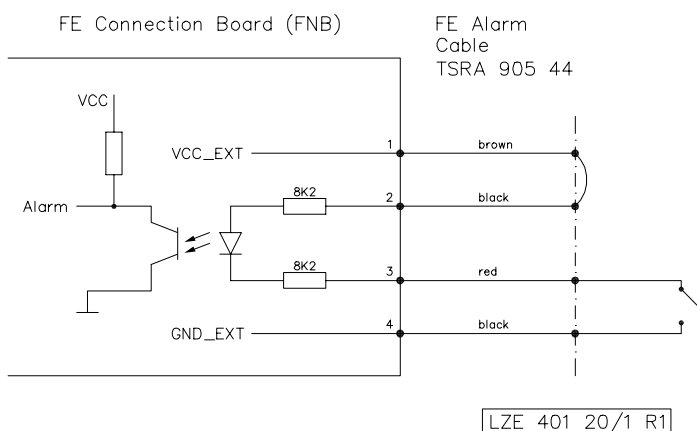 FE Connection Board (FNB)
FE Alarm
Cable
TSRA 905 44
VCC
VCC_EXT
1
brown
8K2
2
black
Alarm
8K2
3
red
GND_EXT
4
black
LZE 401 20/1 R1